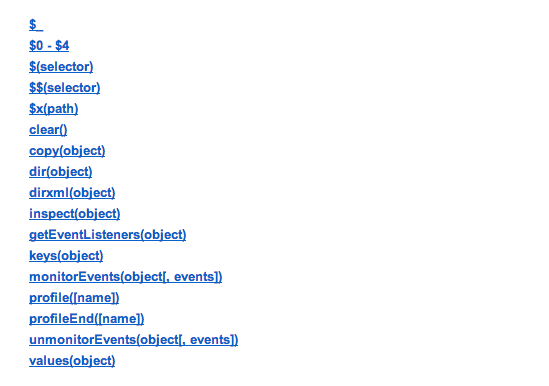 $_
$0 - $4
$(selector)
$$(selector)
$x(path)
clear()
copy(object)
dir(object)
dirxml(object)
inspect(object)
getEventListeners(object)
keys(object)
monitorEvents(object[, events])
profile([name])
profileEnd([name])
unmonitorEvents(object[, events])
values(object)